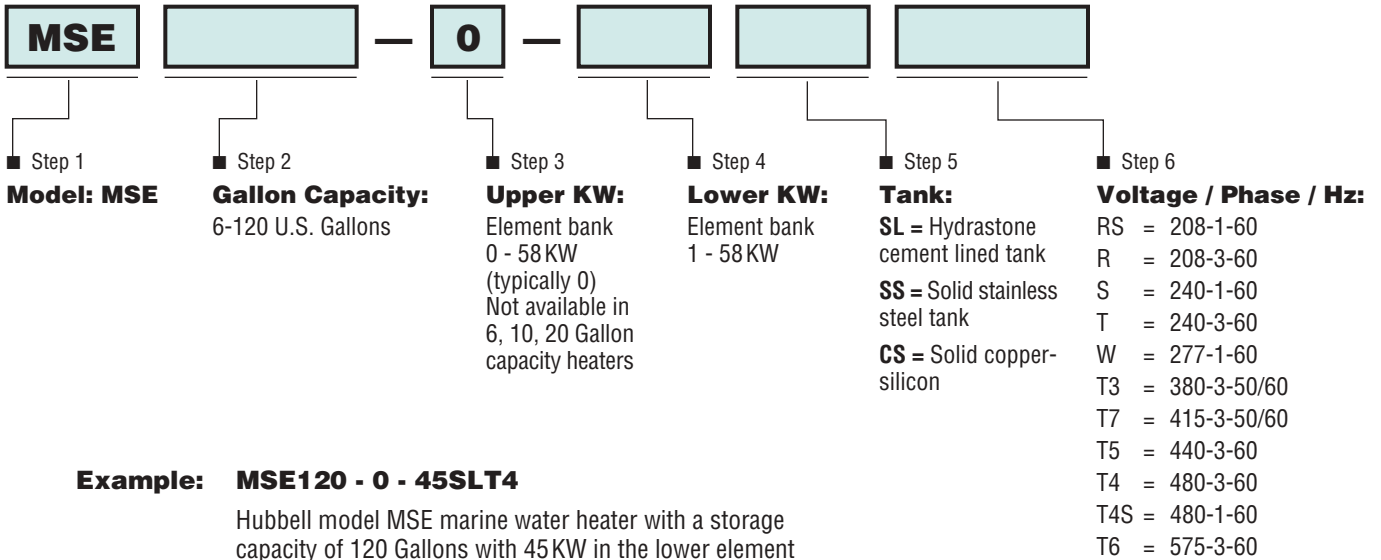 MSE — 0 —
■ Step 1
Model: MSE
■ Step 2
Gallon Capacity:
6-120 U.S. Gallons
■ Step 3
Upper KW:
Element bank
0 - 58KW
(typically 0)
Not available in
6, 10, 20 Gallon
capacity heaters
■ Step 4
Lower KW:
Element bank
1 - 58KW
■ Step 5
Tank:
SL = Hydrastone
cement lined tank
SS = Solid stainless
steel tank
CS = Solid copper-
silicon
■ Step 6
Voltage / Phase / Hz:
RS = 208-1-60
R = 208-3-60
S = 240-1-60
T = 240-3-60
W = 277-1-60
T3 = 380-3-50/60
T7 = 415-3-50/60
T5 = 440-3-60
T4 = 480-3-60
T4S = 480-1-60
T6 = 575-3-60
Example: MSE120 - 0 - 45SLT4
Hubbell model MSE marine water heater with a storage
capacity of 120 Gallons with 45KW in the lower element